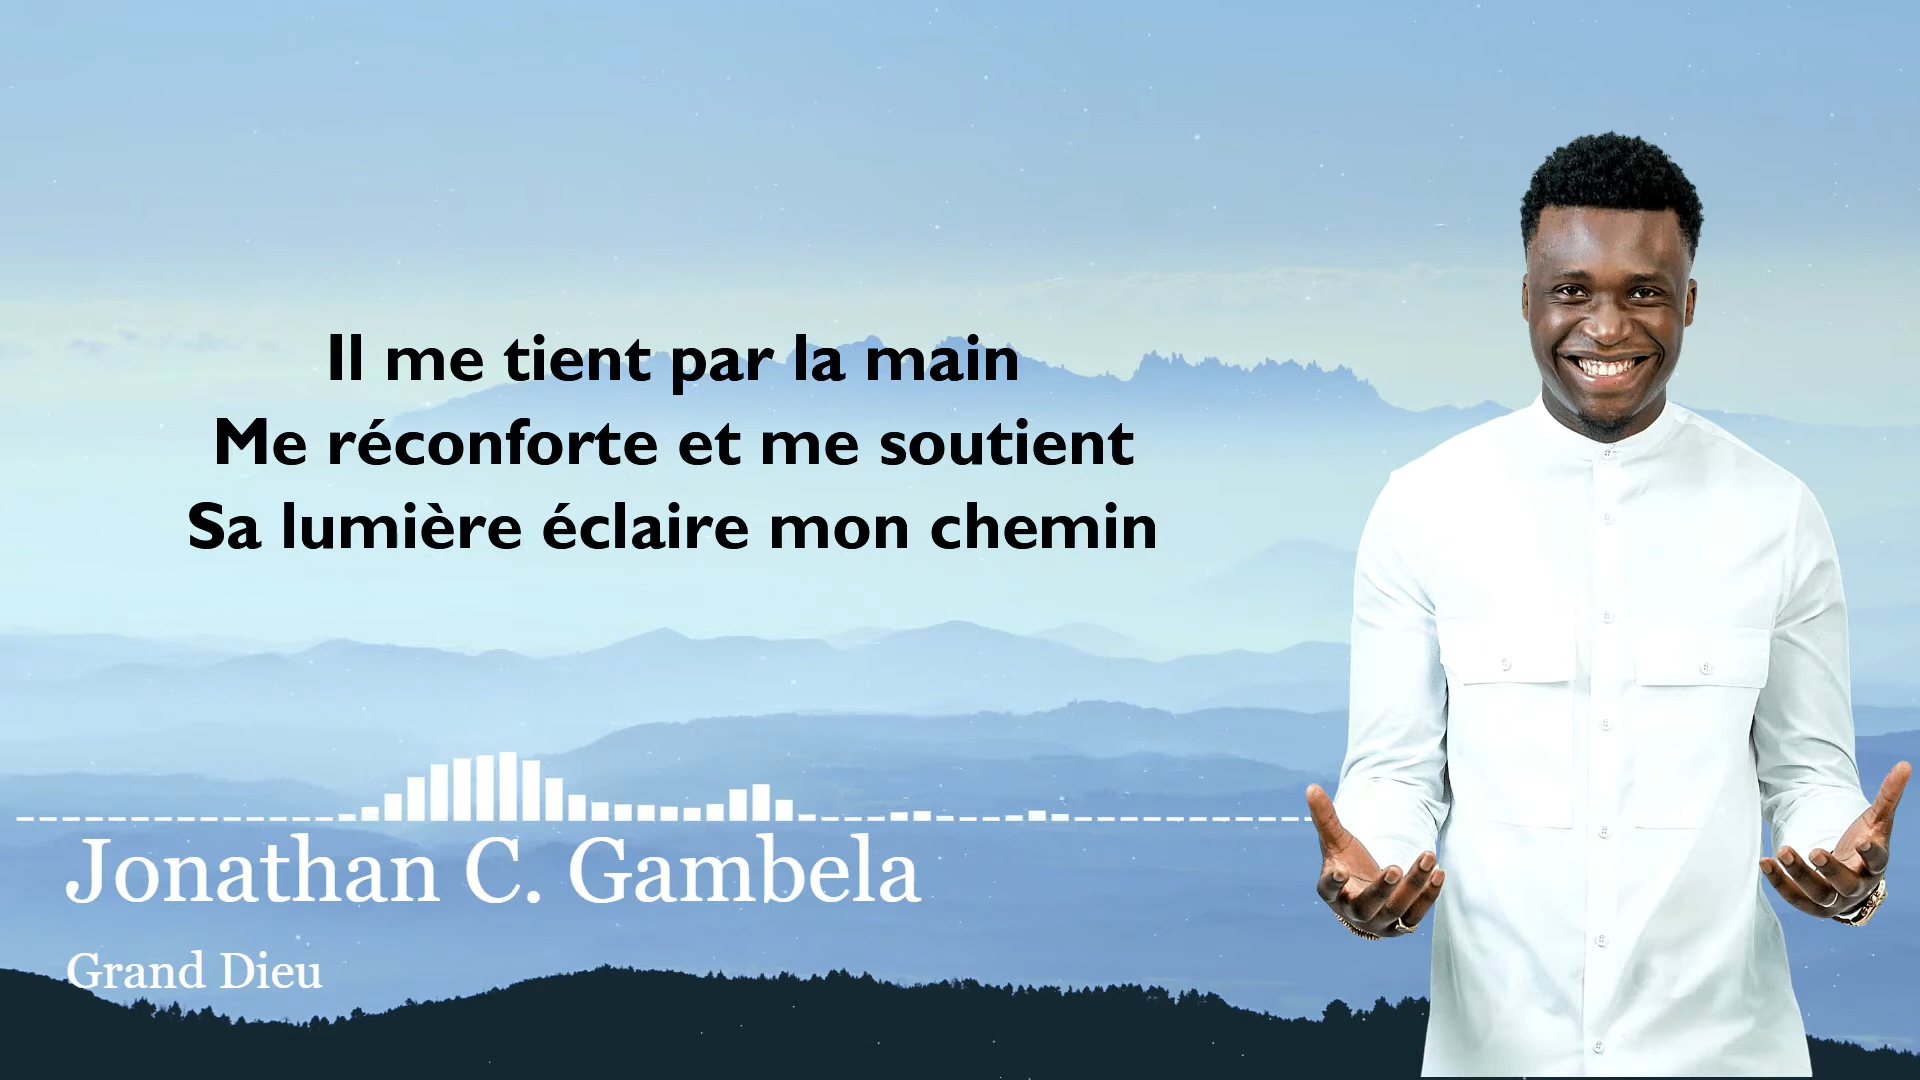 Il me tient par la main
Me réconforte et me soutient
Sa lumière éclaire mon chemin
Jonathan C. Gambela
Grand Dieu